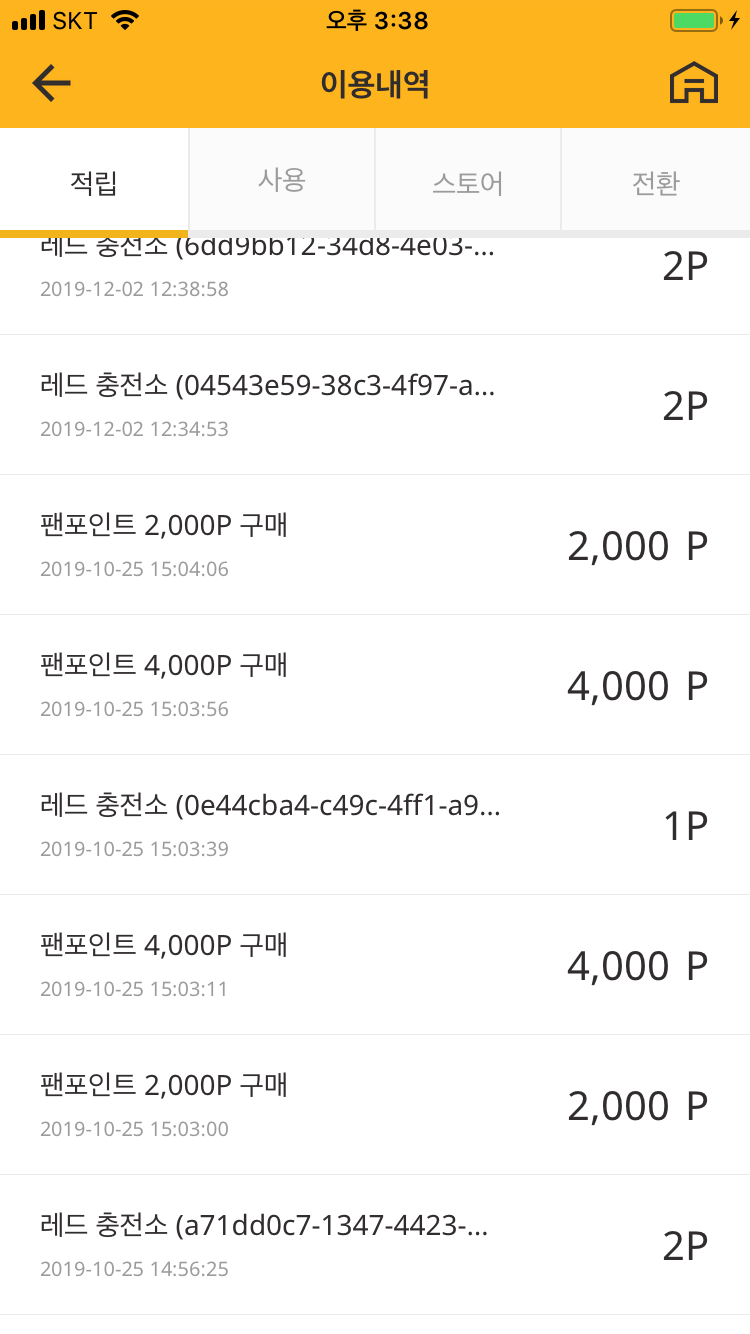 SKT 오후 3:38
이용내역
적립 사용 스토어 전환
레드 충전소 (6dd9bb12-34d8-4e03-...
2P
2019-12-02 12:38:58
레드 충전소 (04543e59-38c3-4f97-a...
2P
2019-12-02 12:34:53
팬포인트 2,000P 구매
2,000 P
2019-10-25 15:04:06
팬포인트 4,000P 구매
4,000 P
2019-10-25 15:03:56
레드 충전소 (0e44cba4-c49c-4ff1-a9...
1P
2019-10-25 15:03:39
팬포인트 4,000P 구매
4,000 P
2019-10-25 15:03:11
팬포인트 2,000P 구매
2,000 P
2019-10-25 15:03:00
레드 충전소 (a71dd0c7-1347-4423-...
2P
2019-10-25 14:56:25